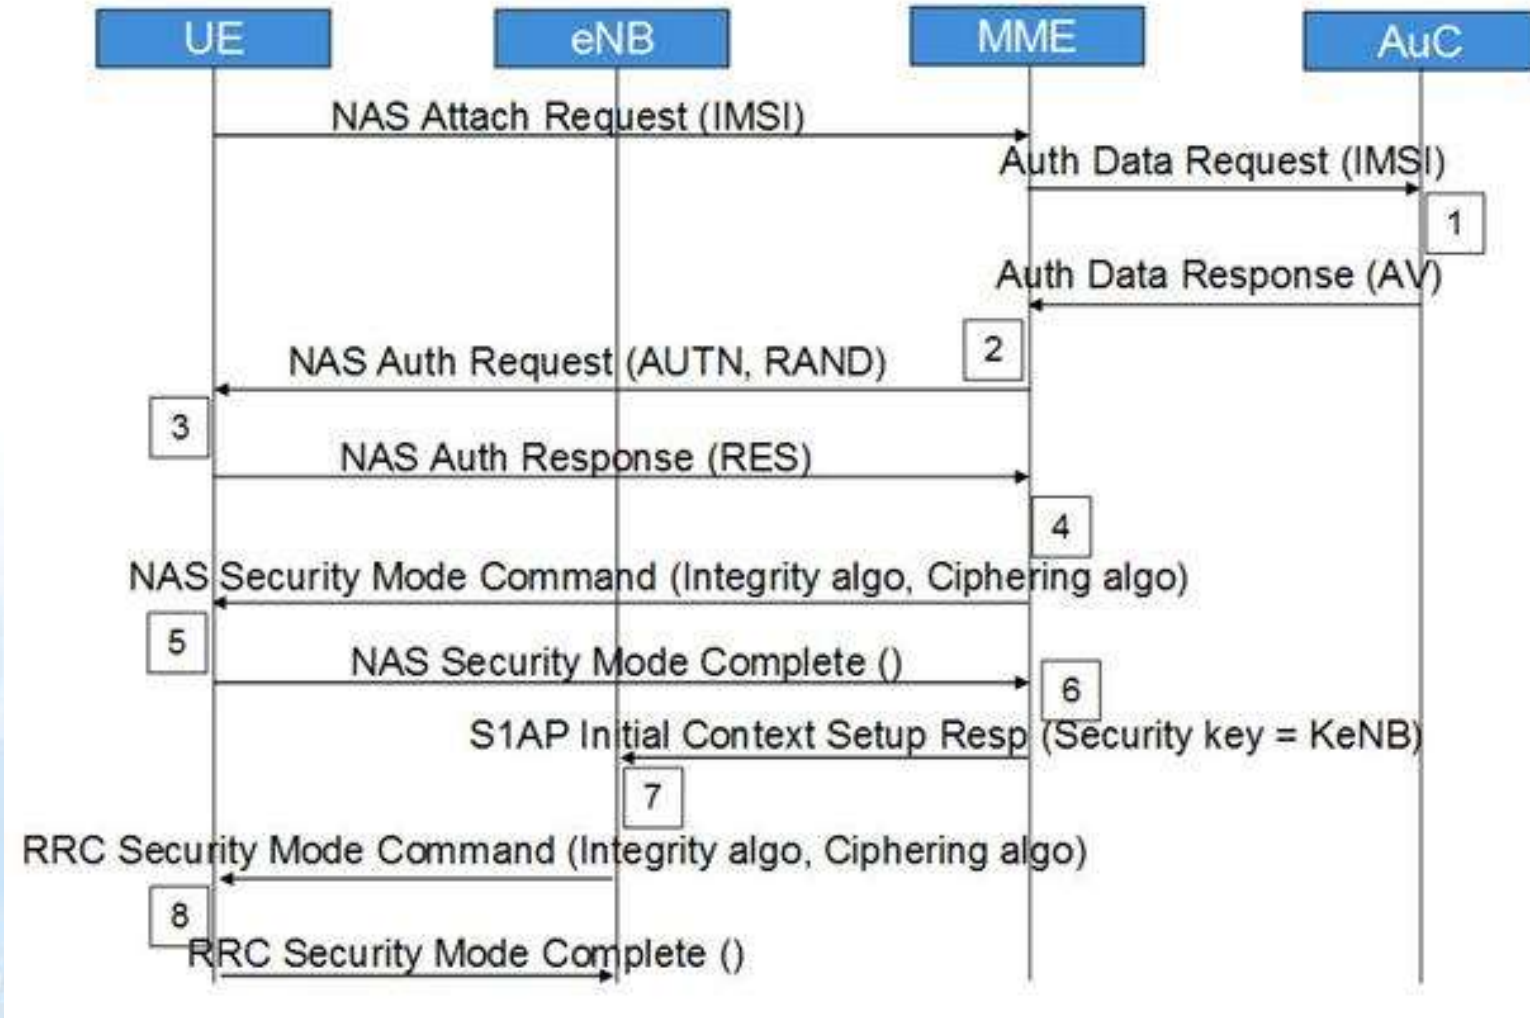 UE
eNB
MME
AuC
NAS Attach Request (IMSI)
Auth Data Request (IMSI)
1
Auth Data Response (AV)
2
NAS Auth Request (AUTN, RAND)
3
NAS Auth Response (RES)
4
NAS Security Mode Command (Integrity algo, Ciphering algo)
5
NAS Security Mode Complete ()
6
S1AP Initial Context Setup Resp (Security key = KeNB)
7
RRC Security Mode Command (Integrity algo, Ciphering algo)
8
RRC Security Mode Complete ()